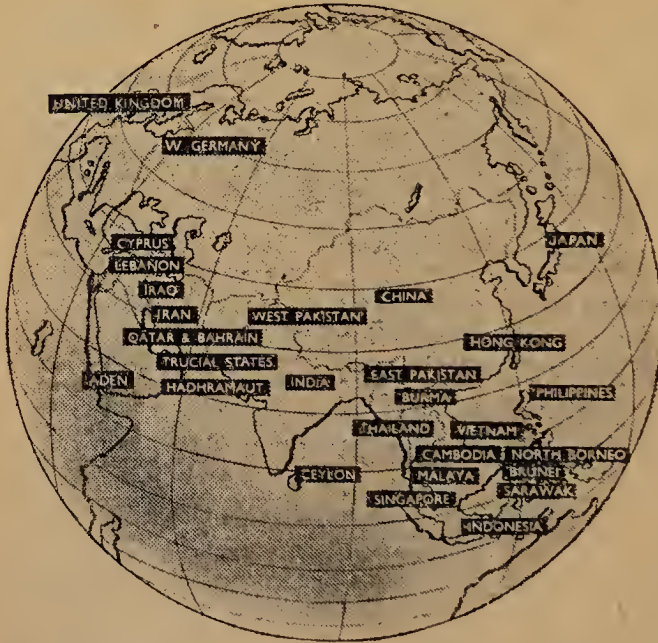 UNITED KINGDOM
W. GERMANY
CYPRUS
JAPAN
LEBANON
IRAQ
CHINA
IRAN
WEST PAKISTAN
QATAR & BAHRAIN
HONG KONG
TRUCIAL STATES
ADEN
HADHRAMAUT
INDIA
EAST PAKISTAN
BURMA
PHILIPPINES
THAILAND
VIETNAM
CAMBODIA
NORTH BORNEO
CEYLON
MALAYA
BRUNEI
SINGAPORE
SARAWAK
INDONESIA